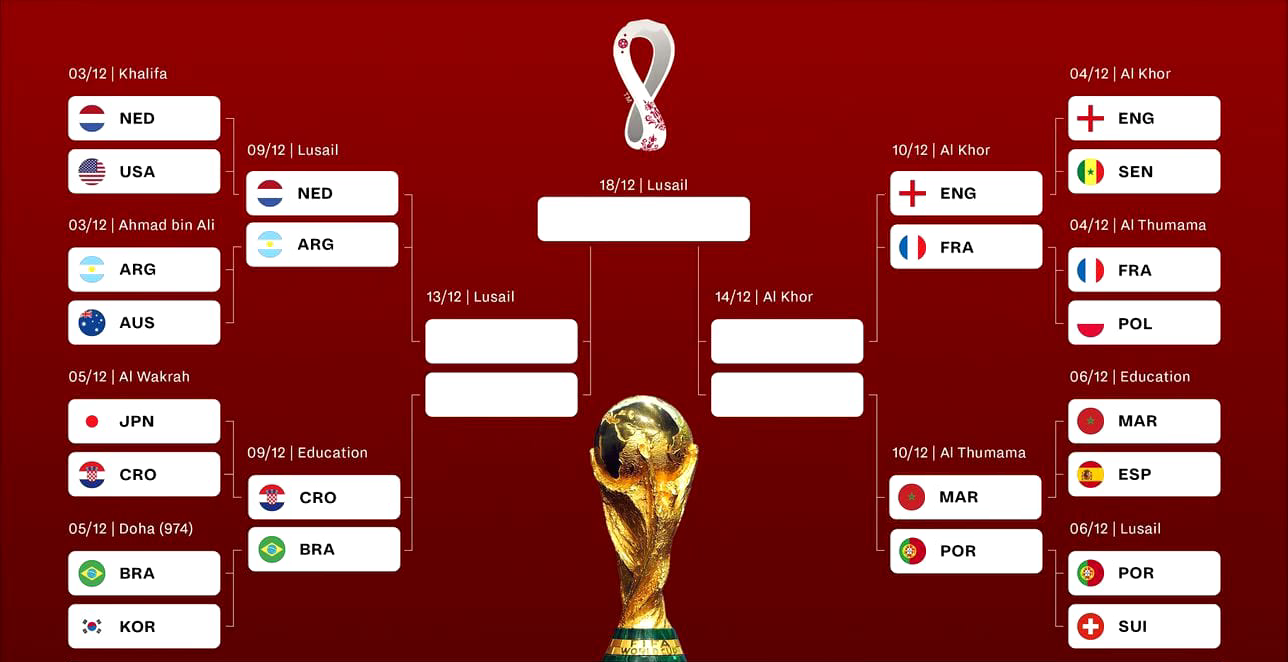 03/12 | Khalifa
NED
USA
03/12 | Ahmad bin Ali
ARG
AUS
05/12 | Al Wakrah
JPN
CRO
05/12 | Doha (974)
BRA
KOR
09/12 | Lusail
NED
ARG
09/12 | Education
CRO
BRA
13/12 | Lusail
TM
18/12 | Lusail
14/12 | Al Khor
10/12 | Al Khor
ENG
FRA
10/12 | Al Thumama
MAR
POR
04/12 | Al Khor
ENG
SEN
04/12 | Al Thumama
FRA
POL
06/12 | Education
MAR
ESP
06/12 | Lusail
POR
SUI
FIFA
WORLD CUP